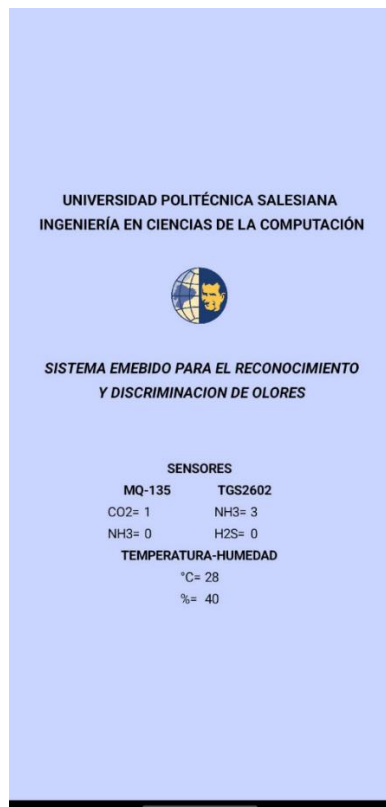 UNIVERSIDAD POLITÉCNICA SALESIANA
INGENIERÍA EN CIENCIAS DE LA COMPUTACIÓN
SISTEMA EMEBIDO PARA EL RECONOCIMIENTO
Y DISCRIMINACION DE OLORES
SENSORES
MQ-135 TGS2602
CO2= 1 NH3= 3
NH3= 0 H2S= 0
TEMPERATURA-HUMEDAD
°C= 28
%= 40